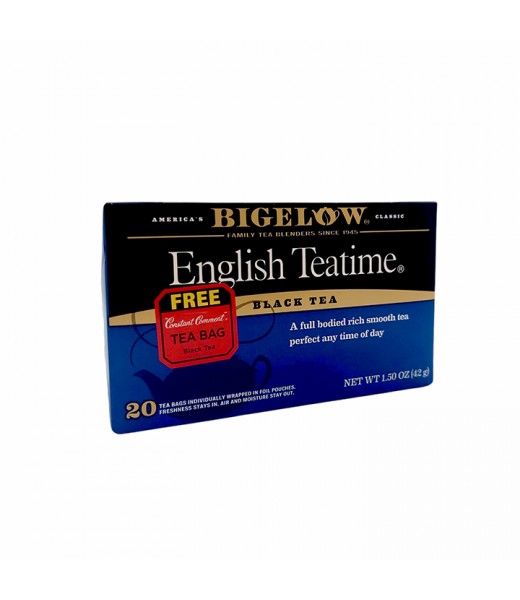 AMERICA'S BIGELOW® CLASSIC
FAMILY TEA BLENDERS SINCE 1945
English Teatime®
BLACK TEA
FREE
"Constant Comment"®
TEA BAG
Black Tea
A full bodied rich smooth tea
perfect any time of day
20 TEA BAGS INDIVIDUALLY WRAPPED IN FOIL POUCHES.
FRESHNESS STAYS IN. AIR AND MOISTURE STAY OUT.
NET WT 1.50 OZ (42 g)